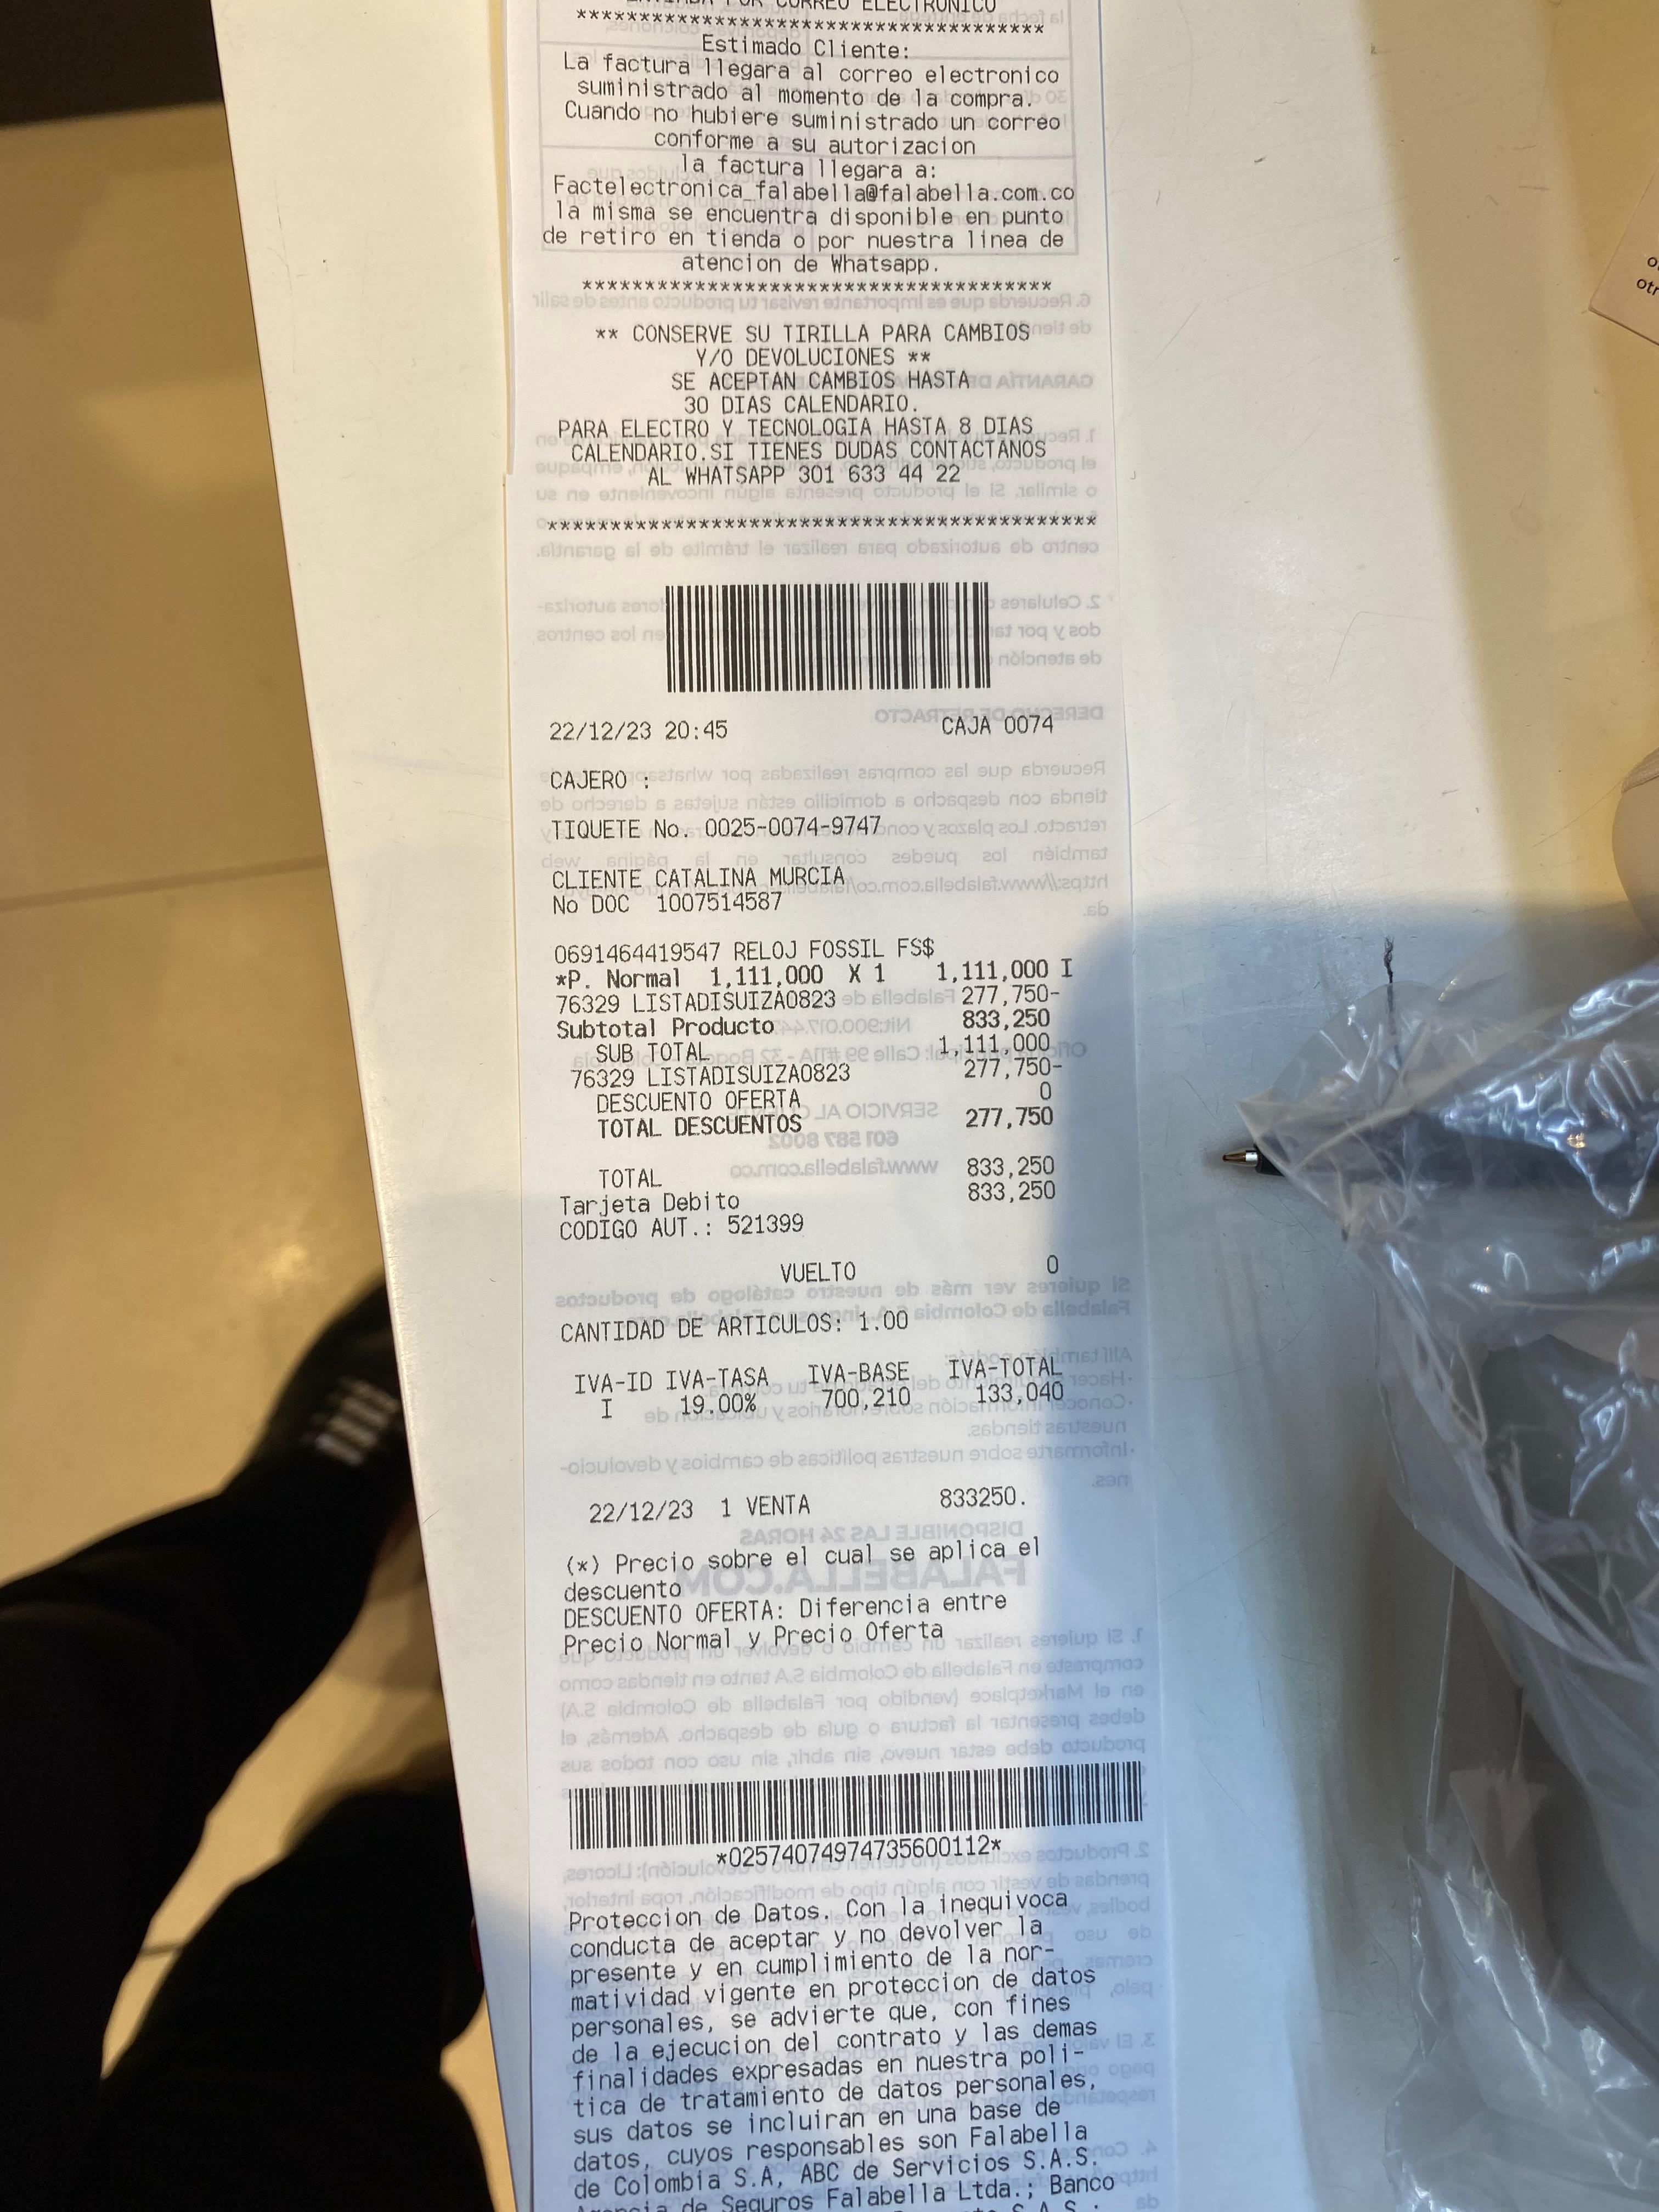 ENVIADA POR CORREO ELECTRONICO
*************************************
Estimado Cliente:
La factura llegara al correo electronico
suministrado al momento de la compra.
Cuando no hubiere suministrado un correo
conforme a su autorizacion
la factura llegara a:
Factelectronica_falabella@falabella.com.co
la misma se encuentra disponible en punto
de retiro en tienda o por nuestra linea de
atencion de Whatsapp.
*************************************
** CONSERVE SU TIRILLA PARA CAMBIOS
Y/O DEVOLUCIONES **
SE ACEPTAN CAMBIOS HASTA
30 DIAS CALENDARIO.
PARA ELECTRO Y TECNOLOGIA HASTA 8 DIAS
CALENDARIO.SI TIENES DUDAS CONTACTANOS
AL WHATSAPP 301 633 44 22
********************************************
22/12/23 20:45 CAJA 0074
CAJERO :
TIQUETE No. 0025-0074-9747
CLIENTE CATALINA MURCIA
No DOC 1007514587
0691464419547 RELOJ FOSSIL FS$
*P. Normal 1,111,000 X 1 1,111,000 I
76329 LISTADISUIZA0823 277,750-
Subtotal Producto 833,250
SUB TOTAL 1,111,000
76329 LISTADISUIZA0823 277,750-
DESCUENTO OFERTA 0
TOTAL DESCUENTOS 277,750
TOTAL 833,250
Tarjeta Debito 833,250
CODIGO AUT.: 521399
VUELTO 0
CANTIDAD DE ARTICULOS: 1.00
IVA-ID IVA-TASA IVA-BASE IVA-TOTAL
I 19.00% 700,210 133,040
22/12/23 1 VENTA 833250.
(*) Precio sobre el cual se aplica el
descuento
DESCUENTO OFERTA: Diferencia entre
Precio Normal y Precio Oferta
*02574074974735600112*
Proteccion de Datos. Con la inequivoca
conducta de aceptar y no devolver la
presente y en cumplimiento de la nor-
matividad vigente en proteccion de datos
personales, se advierte que, con fines
de la ejecucion del contrato y las demas
finalidades expresadas en nuestra poli-
tica de tratamiento de datos personales,
sus datos se incluiran en una base de
datos, cuyos responsables son Falabella
de Colombia S.A, ABC de Servicios S.A.S.
Agencia de Seguros Falabella Ltda.; Banco